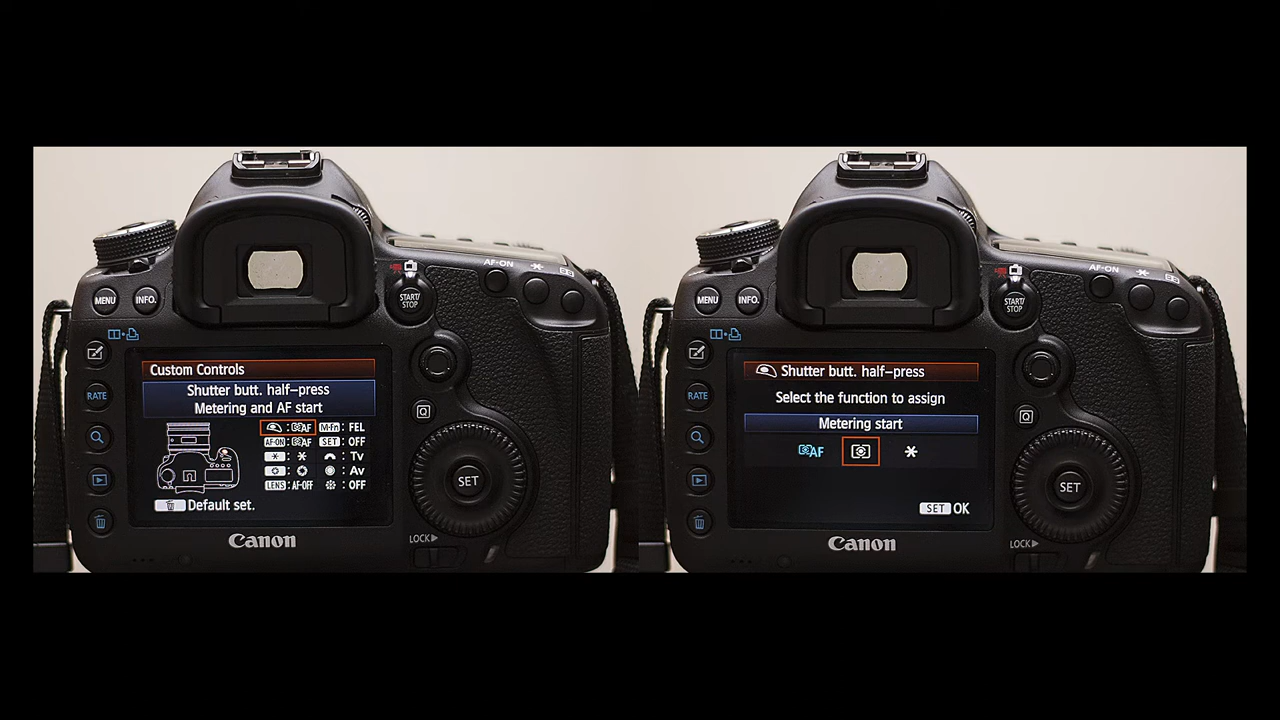 AF-ON
MENU
INFO.
START/
STOP
RATE
Q
SET
LOCK
Canon
Custom Controls
Shutter butt. half-press
Metering and AF start
: AF
M-Fn : FEL
AF-ON : AF
SET : OFF
: Tv
: Av
LENS : AF-OFF
: OFF
Default set.
AF-ON
MENU
INFO.
START/
STOP
RATE
Q
SET
LOCK
Canon
Shutter butt. half-press
Select the function to assign
Metering start
AF
SET OK